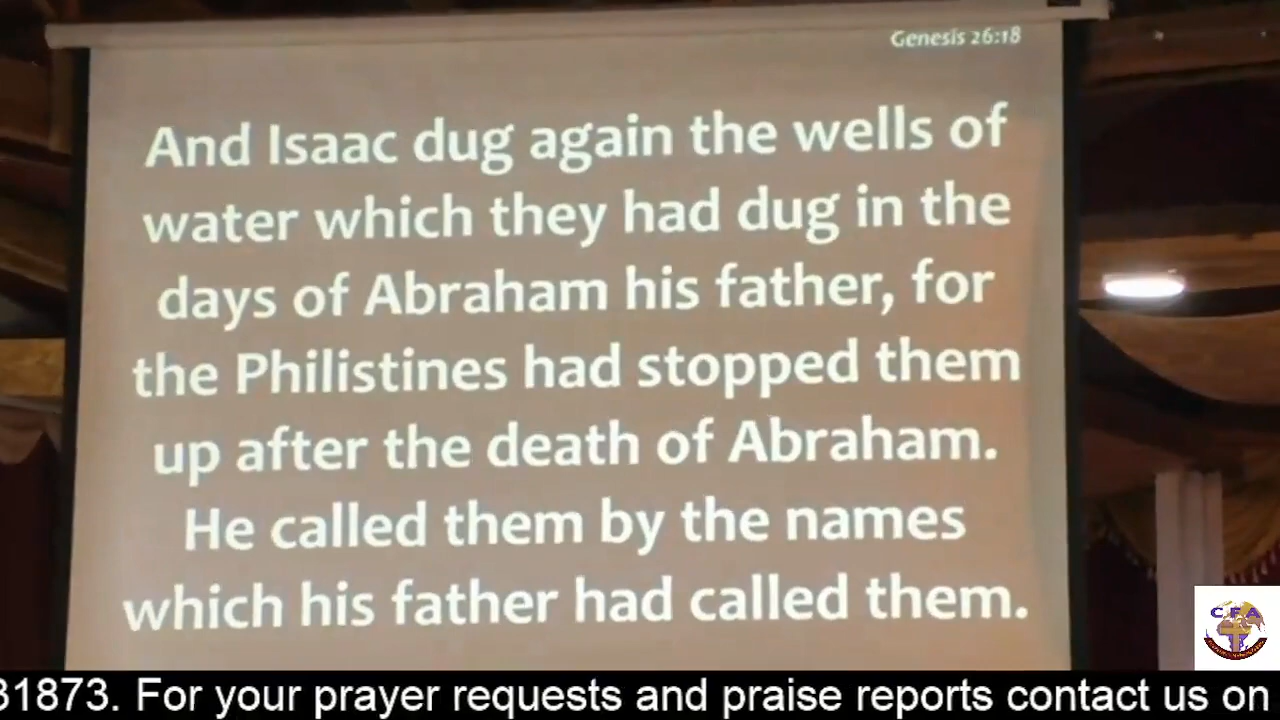 Genesis 26:18
And Isaac dug again the wells of
water which they had dug in the
days of Abraham his father, for
the Philistines had stopped them
up after the death of Abraham.
He called them by the names
which his father had called them.
CFA
31873. For your prayer requests and praise reports contact us on